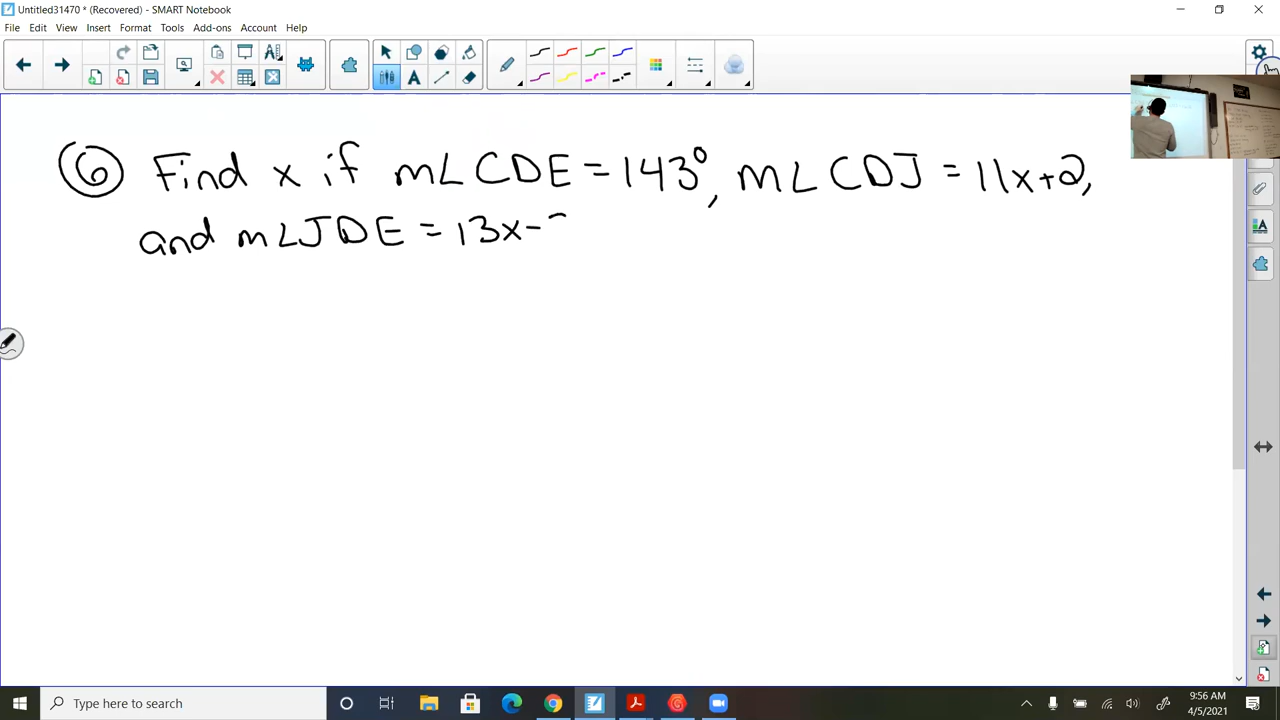 Untitled31470 * (Recovered) - SMART Notebook
File Edit View Insert Format Tools Add-ons Account Help
6 Find x if m∠CDE = 143°, m∠CDJ = 11x+2,
and m∠JDE = 13x-
Type here to search
9:56 AM
4/5/2021